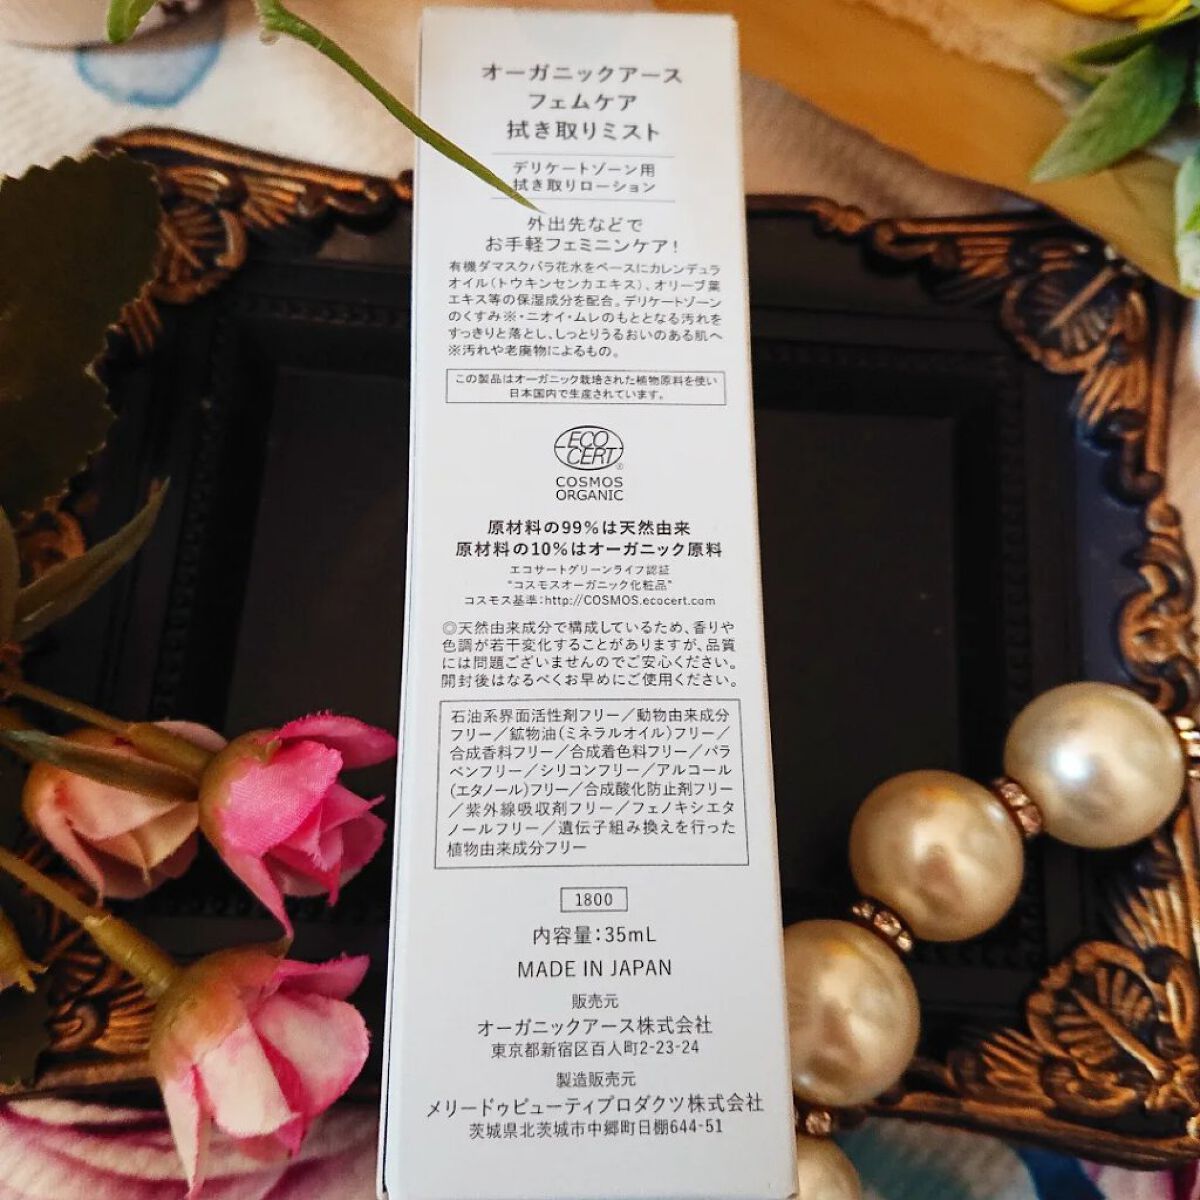 オーガニックアース
フェムケア
拭き取りミスト
デリケートゾーン用
拭き取りローション
外出先などで
お手軽フェミニンケア！
有機ダマスクバラ花水をベースにカレンデュラ
オイル（トウキンセンカエキス）、オリーブ葉
エキス等の保湿成分を配合。デリケートゾーン
のくすみ※・ニオイ・ムレのもととなる汚れを
すっきりと落とし、しっとりうるおいのある肌へ
※汚れや老廃物によるもの。
この製品はオーガニック栽培された植物原料を使い
日本国内で生産されています。
ECO
CERT®
COSMOS
ORGANIC
原材料の99%は天然由来
原材料の10%はオーガニック原料
エコサートグリーンライフ認証
"コスモスオーガニック化粧品"
コスモス基準：http://COSMOS.ecocert.com
◎天然由来成分で構成しているため、香りや
色調が若干変化することがありますが、品質
には問題ございませんのでご安心ください。
開封後はなるべくお早めにご使用ください。
石油系界面活性剤フリー／動物由来成分
フリー／鉱物油（ミネラルオイル）フリー／
合成香料フリー／合成着色料フリー／パラ
ベンフリー／シリコンフリー／アルコール
（エタノール）フリー／合成酸化防止剤フリー
／紫外線吸収剤フリー／フェノキシエタ
ノールフリー／遺伝子組み換えを行った
植物由来成分フリー
1800
内容量：35mL
MADE IN JAPAN
販売元
オーガニックアース株式会社
東京都新宿区百人町2-23-24
製造販売元
メリードゥビューティプロダクツ株式会社
茨城県北茨城市中郷町日棚644-51